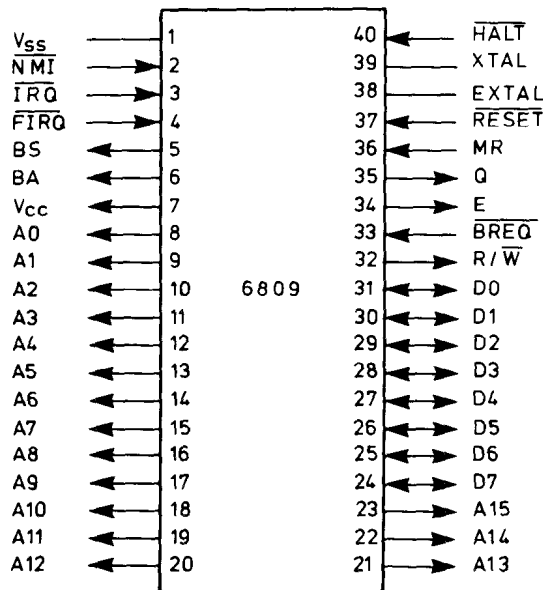 Vss 1 40 HALT
NMI 2 39 XTAL
IRQ 3 38 EXTAL
FIRQ 4 37 RESET
BS 5 36 MR
BA 6 35 Q
Vcc 7 34 E
A0 8 33 BREQ
A1 9 32 R/W
A2 10 6809 31 D0
A3 11 30 D1
A4 12 29 D2
A5 13 28 D3
A6 14 27 D4
A7 15 26 D5
A8 16 25 D6
A9 17 24 D7
A10 18 23 A15
A11 19 22 A14
A12 20 21 A13